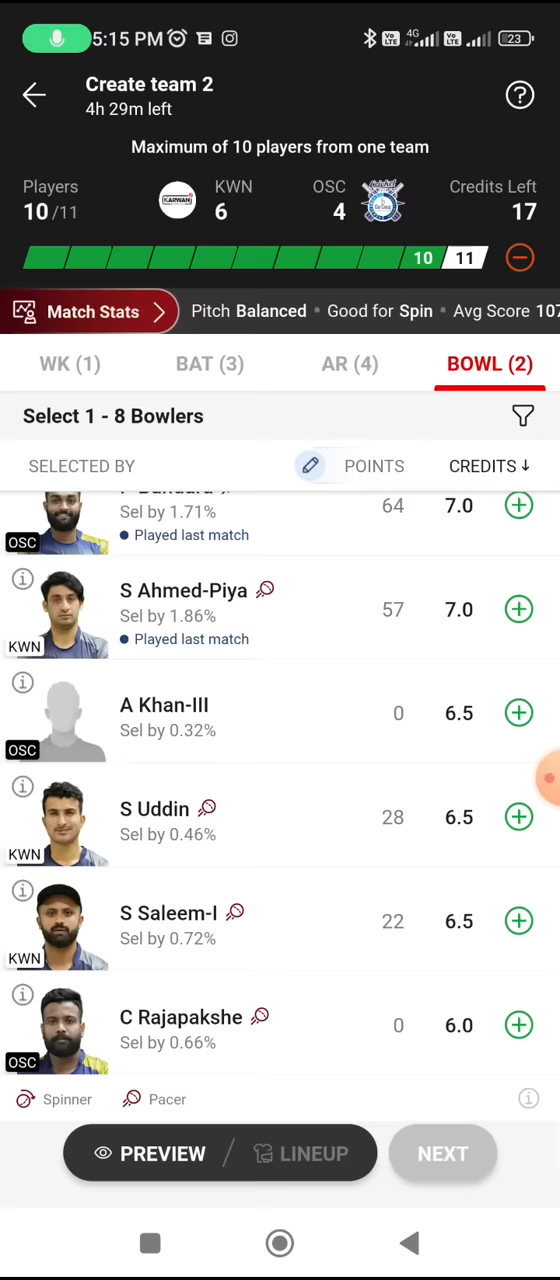 5:15 PM
Vo LTE 4G Vo LTE 23
Create team 2
4h 29m left
Maximum of 10 players from one team
Players KWN OSC Credits Left
10/11 6 4 17
KARWAN
10 11
Match Stats Pitch Balanced • Good for Spin • Avg Score 107
WK (1) BAT (3) AR (4) BOWL (2)
Select 1 - 8 Bowlers
SELECTED BY POINTS CREDITS ↓
Sel by 1.71% 64 7.0
OSC • Played last match
S Ahmed-Piya
Sel by 1.86% 57 7.0
KWN • Played last match
A Khan-III
Sel by 0.32% 0 6.5
OSC
S Uddin
Sel by 0.46% 28 6.5
KWN
S Saleem-I
Sel by 0.72% 22 6.5
KWN
C Rajapakshe
Sel by 0.66% 0 6.0
OSC
Spinner Pacer
PREVIEW / LINEUP NEXT